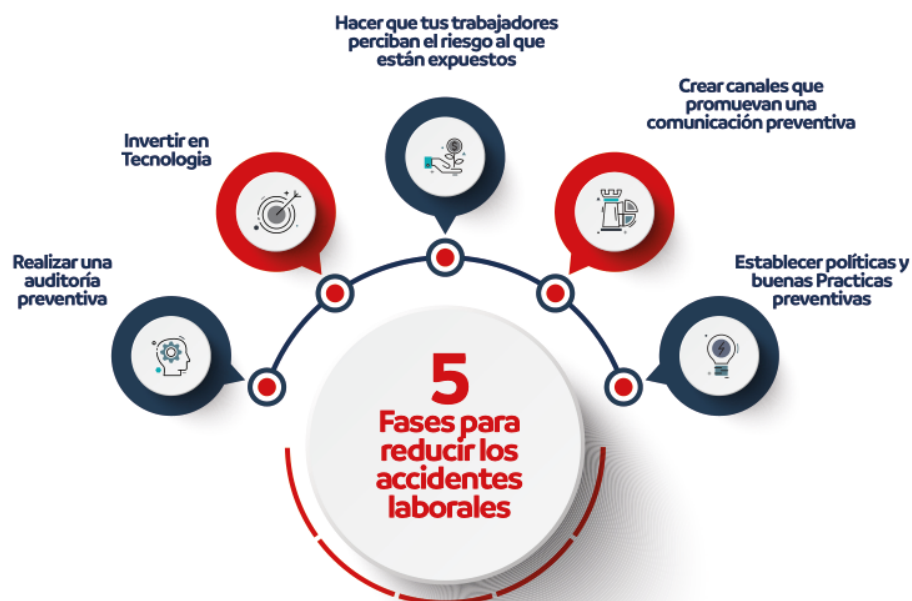 Realizar una
auditoría
preventiva
Invertir en
Tecnologia
Hacer que tus trabajadores
perciban el riesgo al que
están expuestos
Crear canales que
promuevan una
comunicación preventiva
Establecer políticas y
buenas Practicas
preventivas
5
Fases para
reducir los
accidentes
laborales